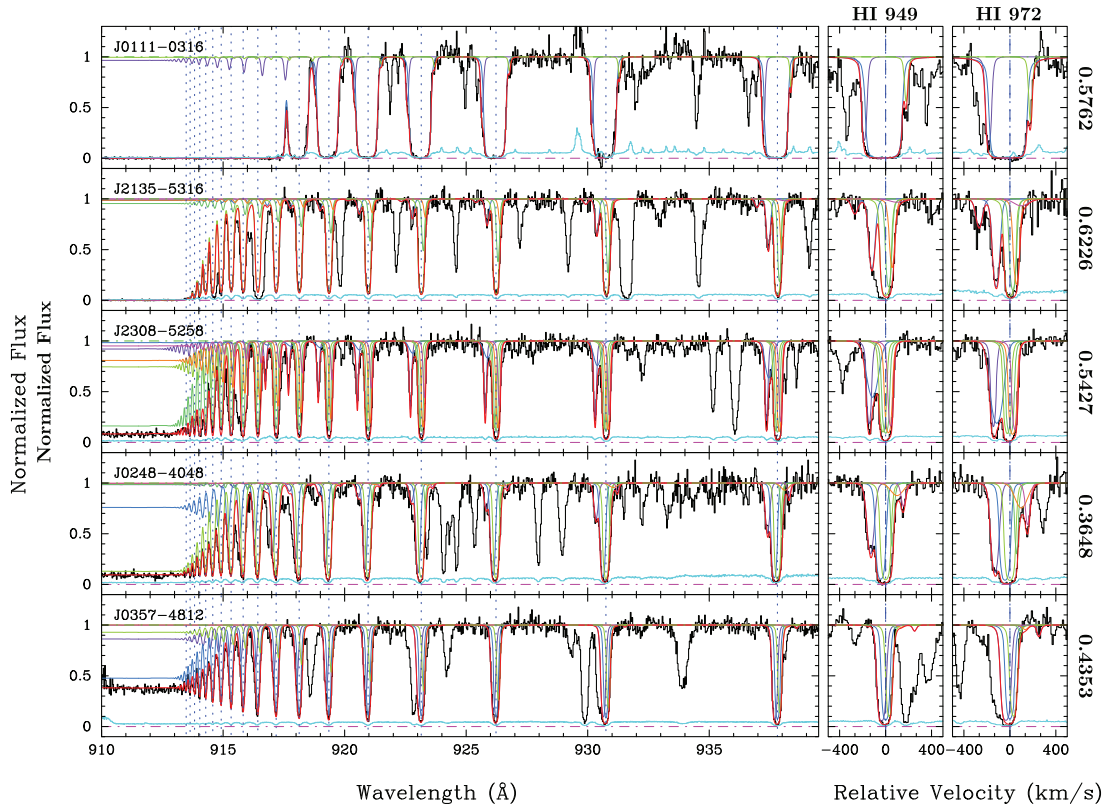 HI 949 HI 972
J0111−0316
1
0.5
0
0.5762
J2135−5316
1
0.5
0
0.6226
J2308−5258
1
0.5
0
0.5427
J0248−4048
1
0.5
0
0.3648
J0357−4812
1
0.5
0
0.4353
Normalized Flux
Normalized Flux
910 915 920 925 930 935 −400 0 400 −400 0 400
Wavelength (Å) Relative Velocity (km/s)